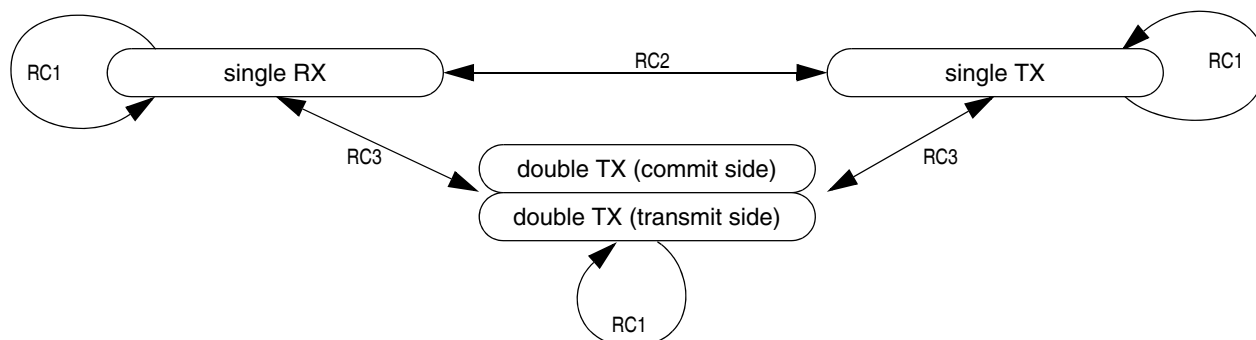 RC1
single RX
RC2
single TX
RC1
RC3
RC3
double TX (commit side)
double TX (transmit side)
RC1